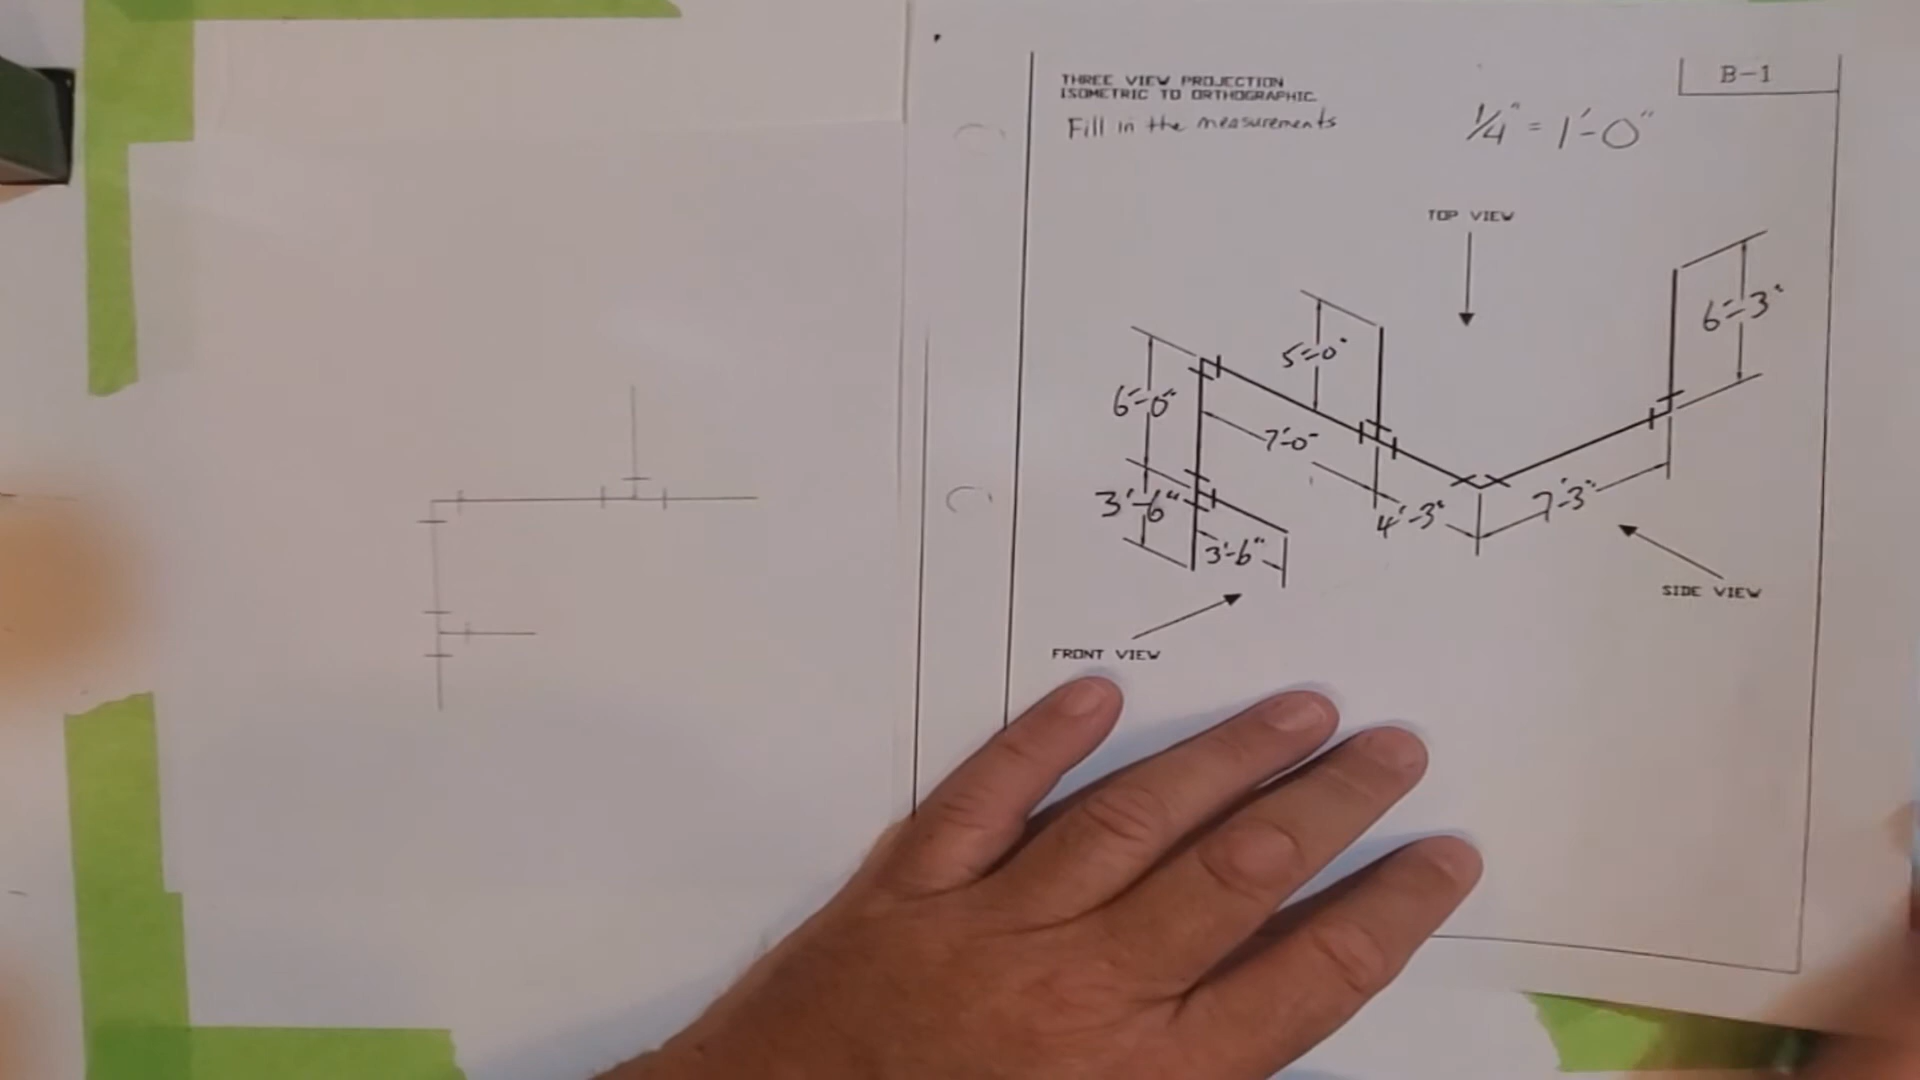 THREE VIEW PROJECTION
ISOMETRIC TO ORTHOGRAPHIC
Fill in the measurements
1/4" = 1'-0"
B-1
TOP VIEW
6'-3"
5'-0"
6'-0"
7'-0"
3'-6"
4'-3"
7'-3"
3'-6"
SIDE VIEW
FRONT VIEW